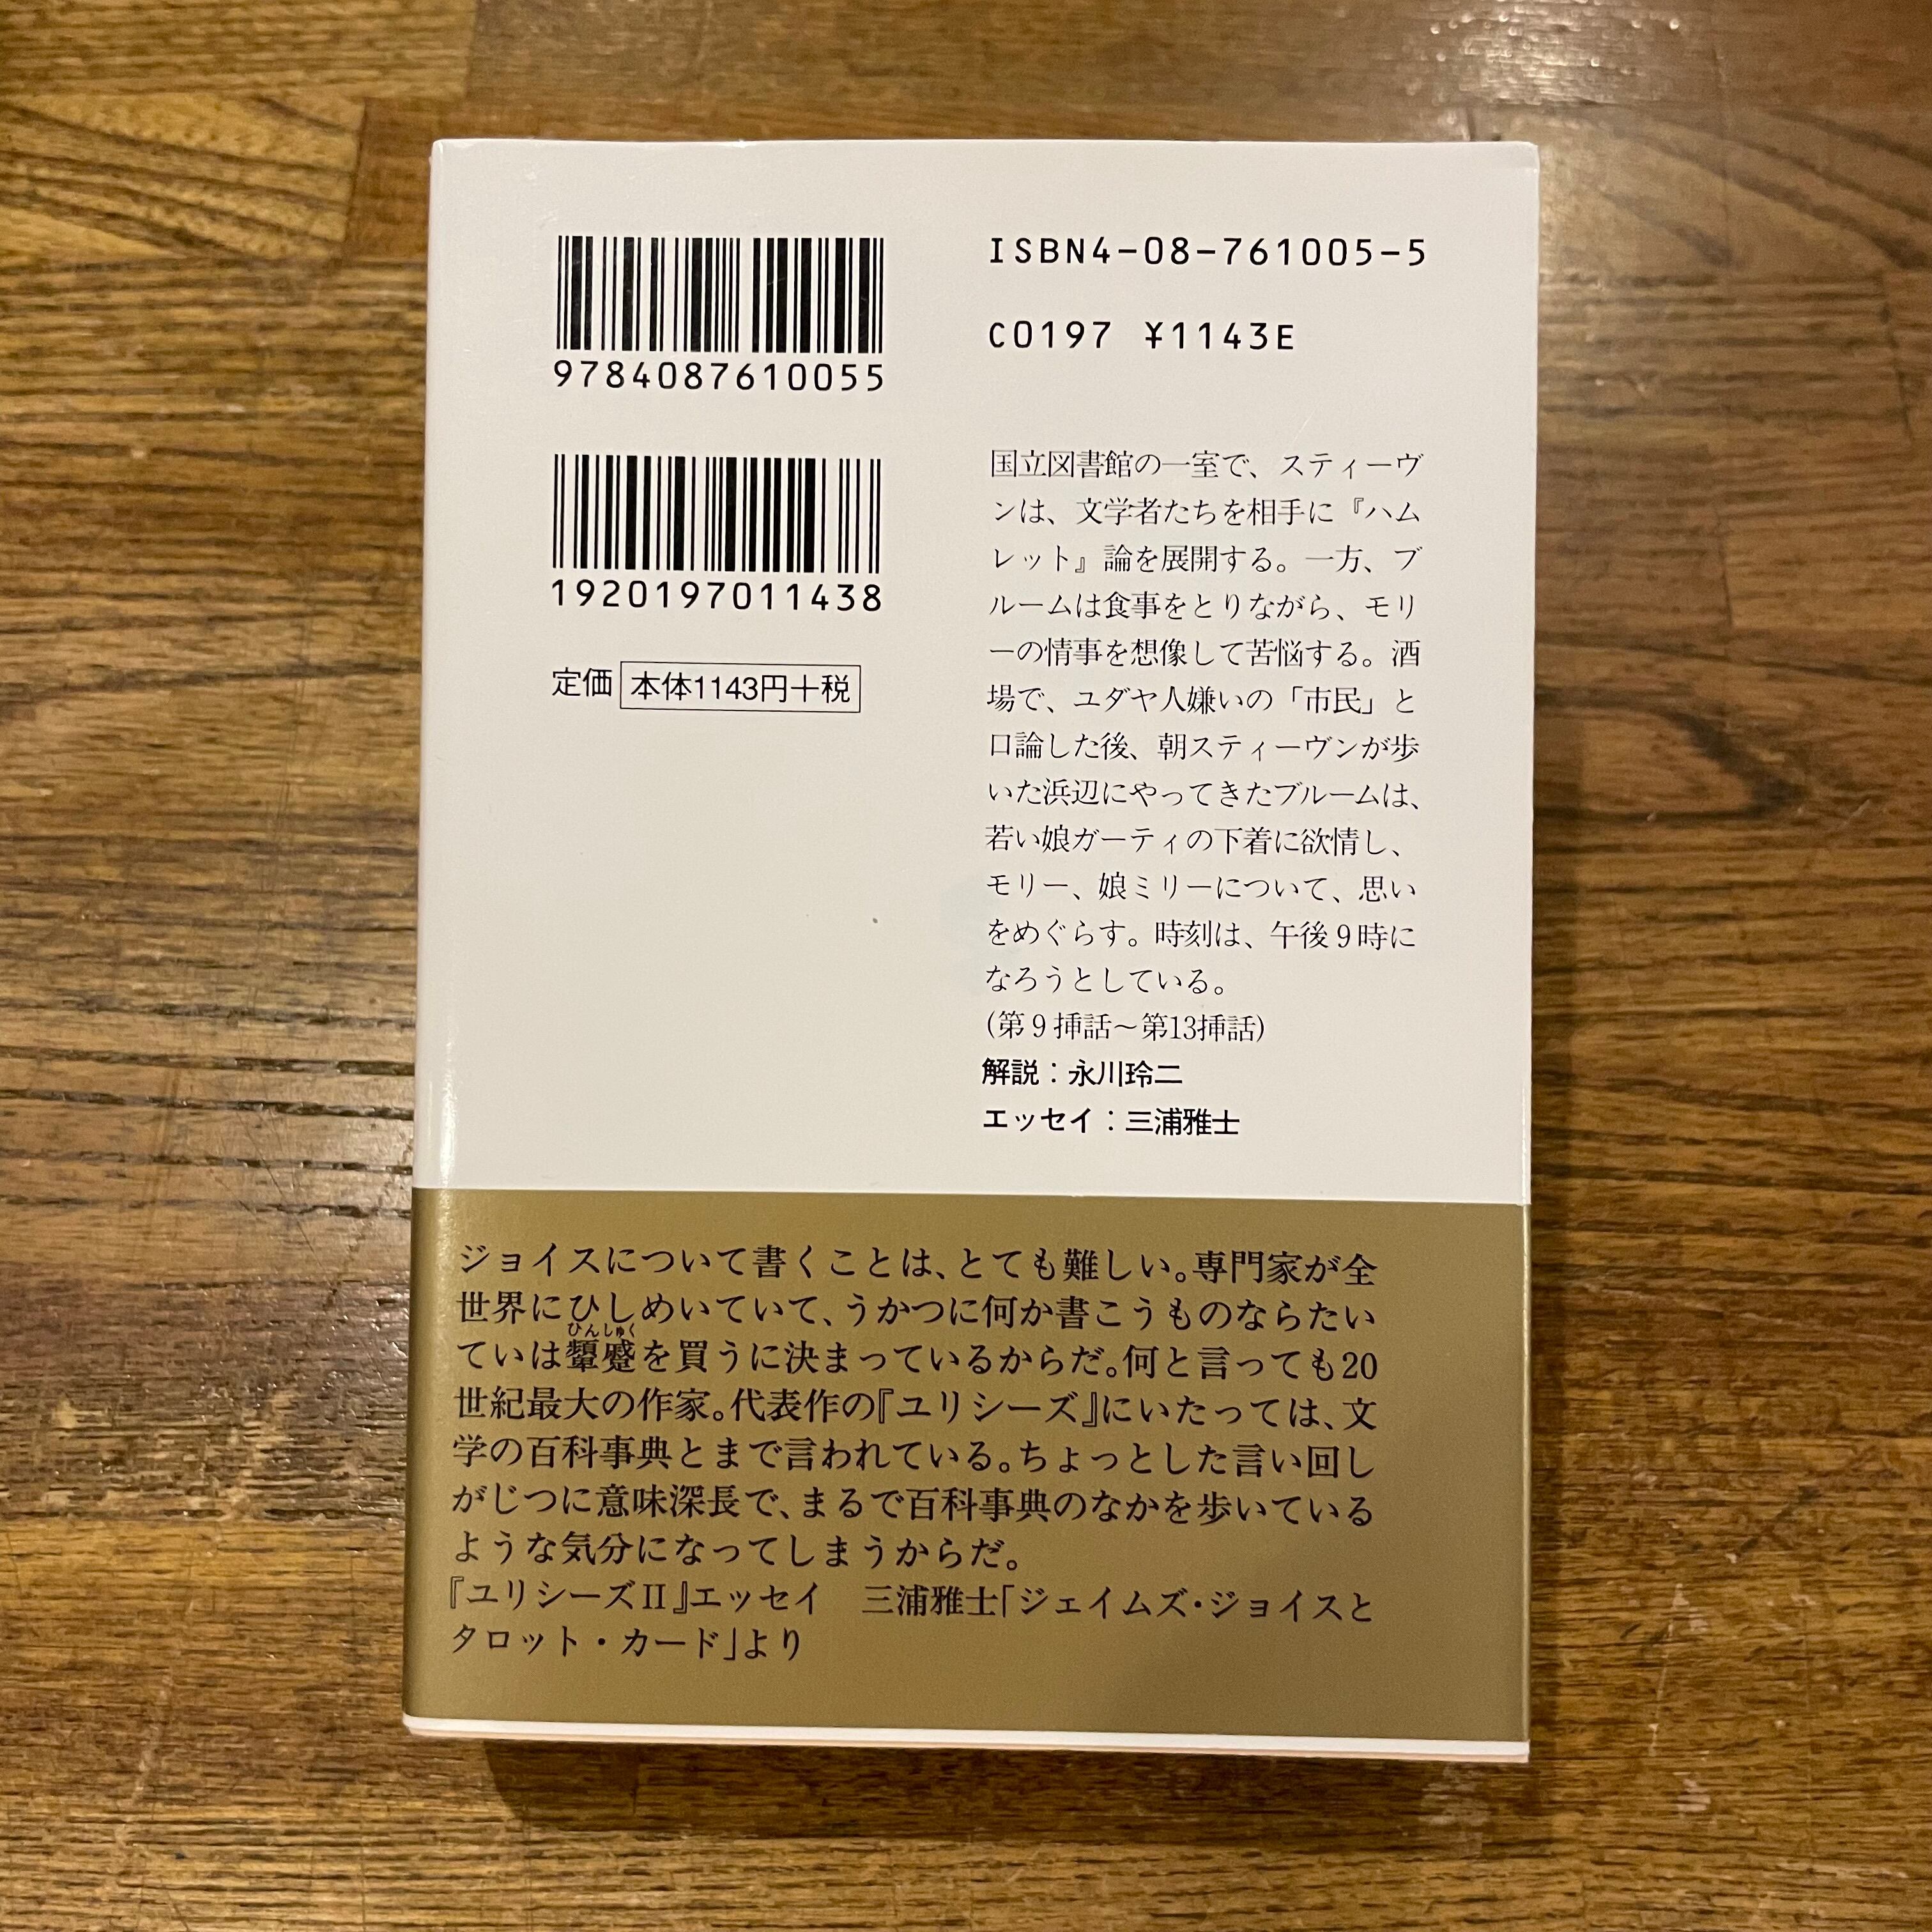 9784087610055
1920197011438
定価 本体1143円＋税
ISBN4-08-761005-5
C0197 ¥1143E
国立図書館の一室で、スティーヴ
ンは、文学者たちを相手に『ハム
レット』論を展開する。一方、ブ
ルームは食事をとりながら、モリ
ーの情事を想像して苦悩する。酒
場で、ユダヤ人嫌いの「市民」と
口論した後、朝スティーヴンが歩
いた浜辺にやってきたブルームは、
若い娘ガーティの下着に欲情し、
モリー、娘ミリーについて、思い
をめぐらす。時刻は、午後9時に
なろうとしている。
(第9挿話～第13挿話)
解説：永川玲二
エッセイ：三浦雅士
ジョイスについて書くことは、とても難しい。専門家が全
世界にひしめいていて、うかつに何か書こうものならたい
ひんしゅく
ていは顰蹙を買うに決まっているからだ。何と言っても20
世紀最大の作家。代表作の『ユリシーズ』にいたっては、文
学の百科事典とまで言われている。ちょっとした言い回し
がじつに意味深長で、まるで百科事典のなかを歩いている
ような気分になってしまうからだ。
『ユリシーズII』エッセイ　三浦雅士「ジェイムズ・ジョイスと
タロット・カード」より